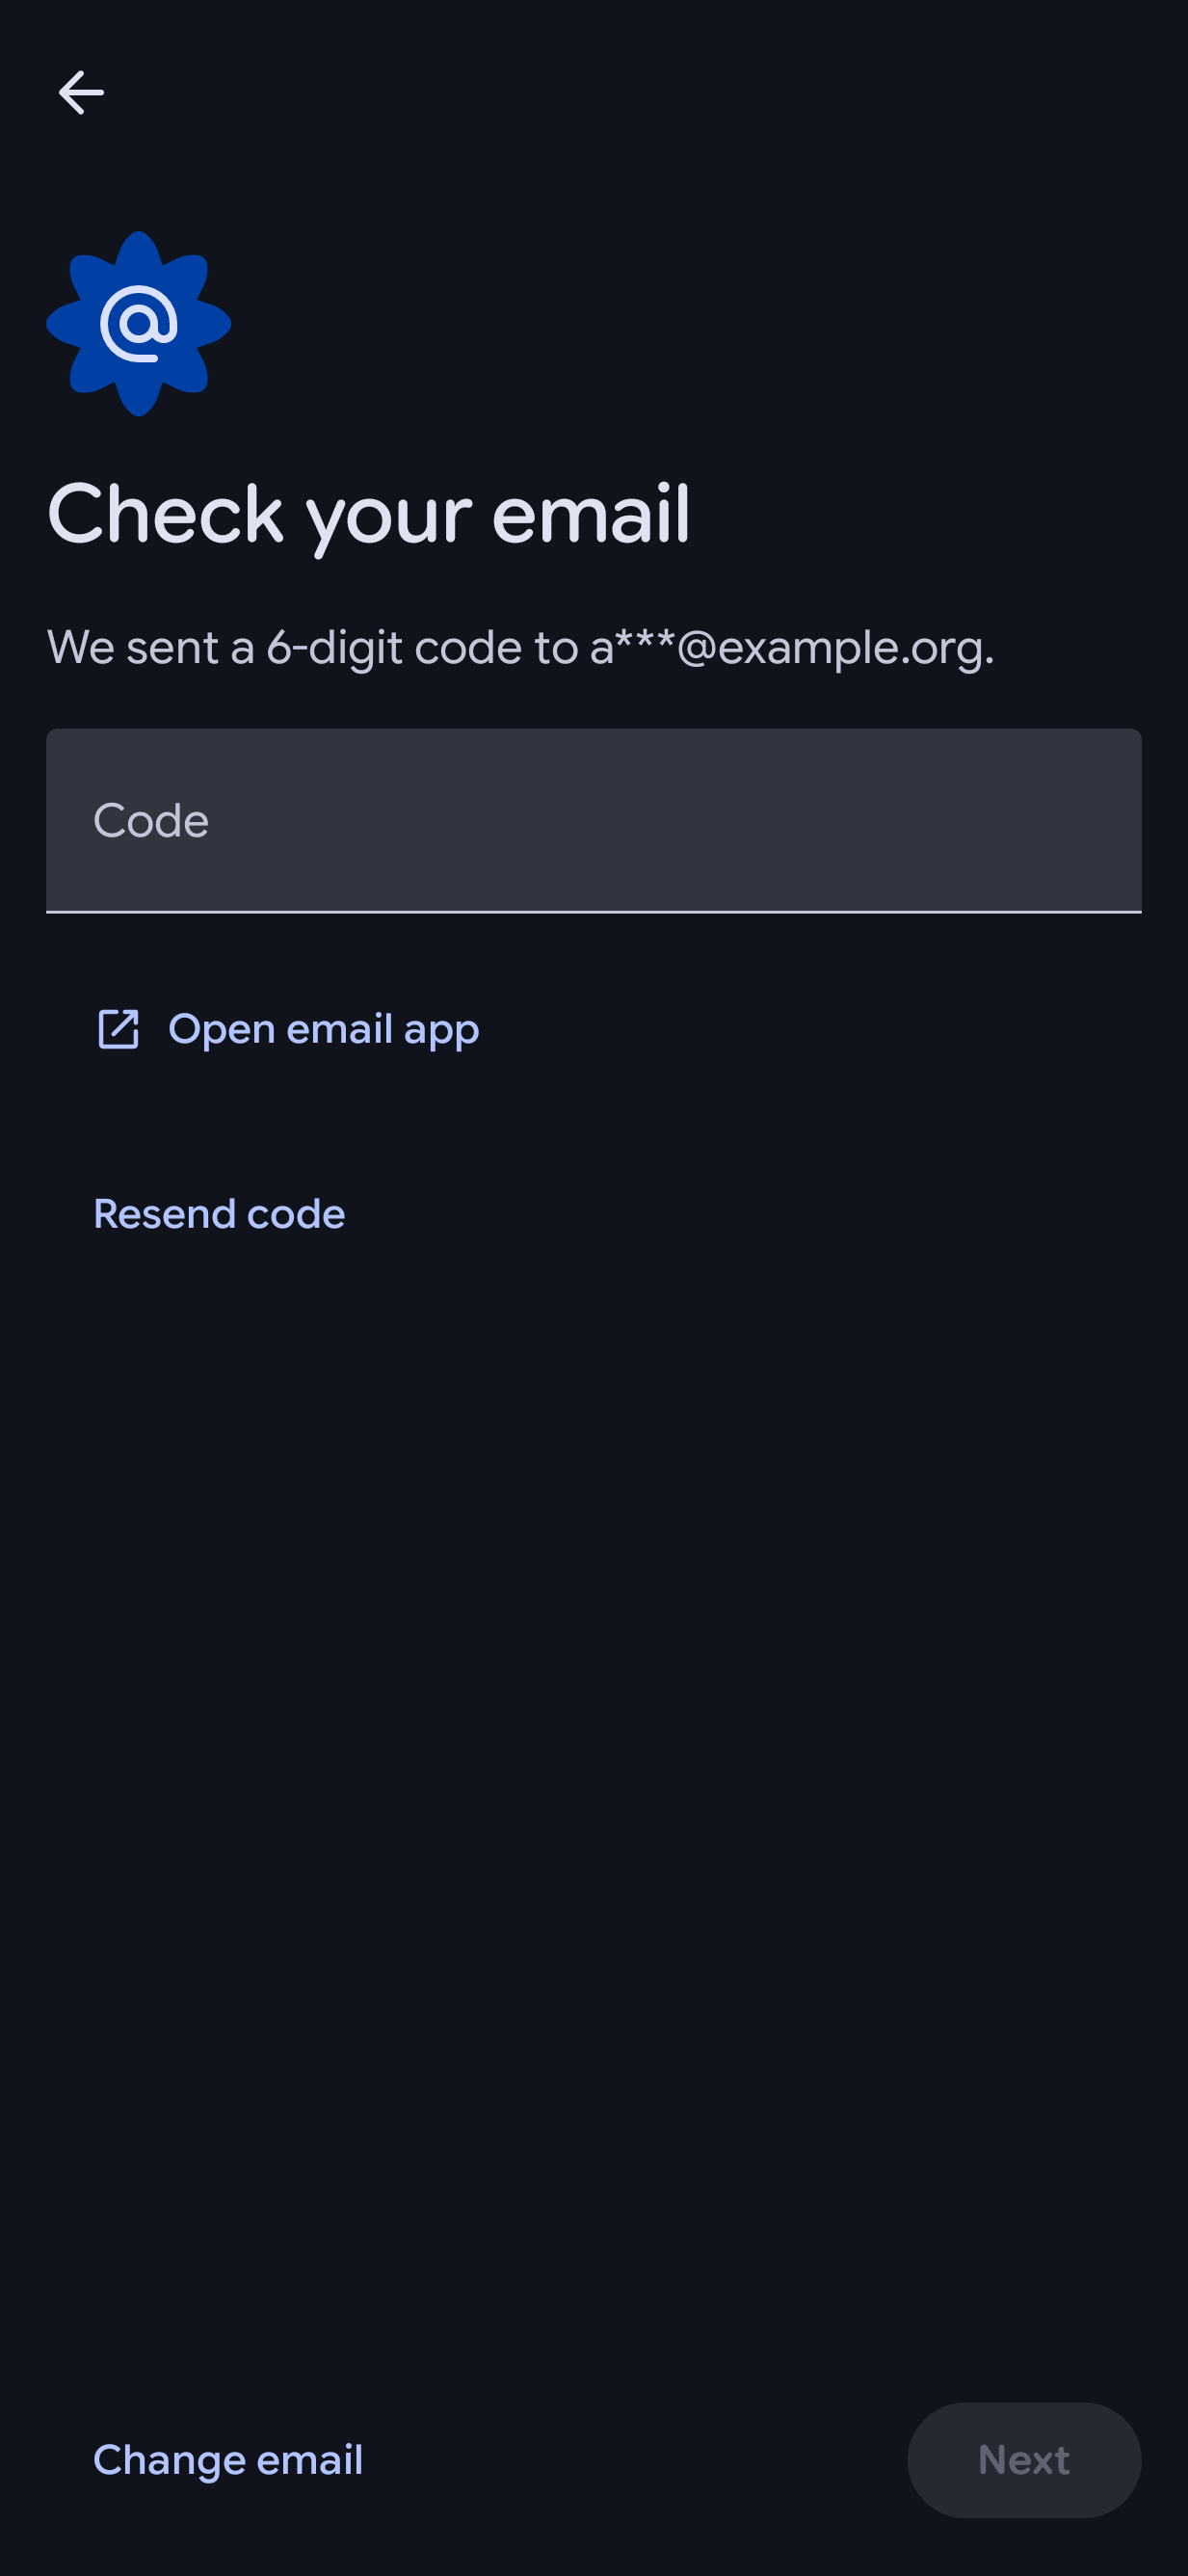 Check your email
We sent a 6-digit code to a***@example.org.
Code
Open email app
Resend code
Change email
Next